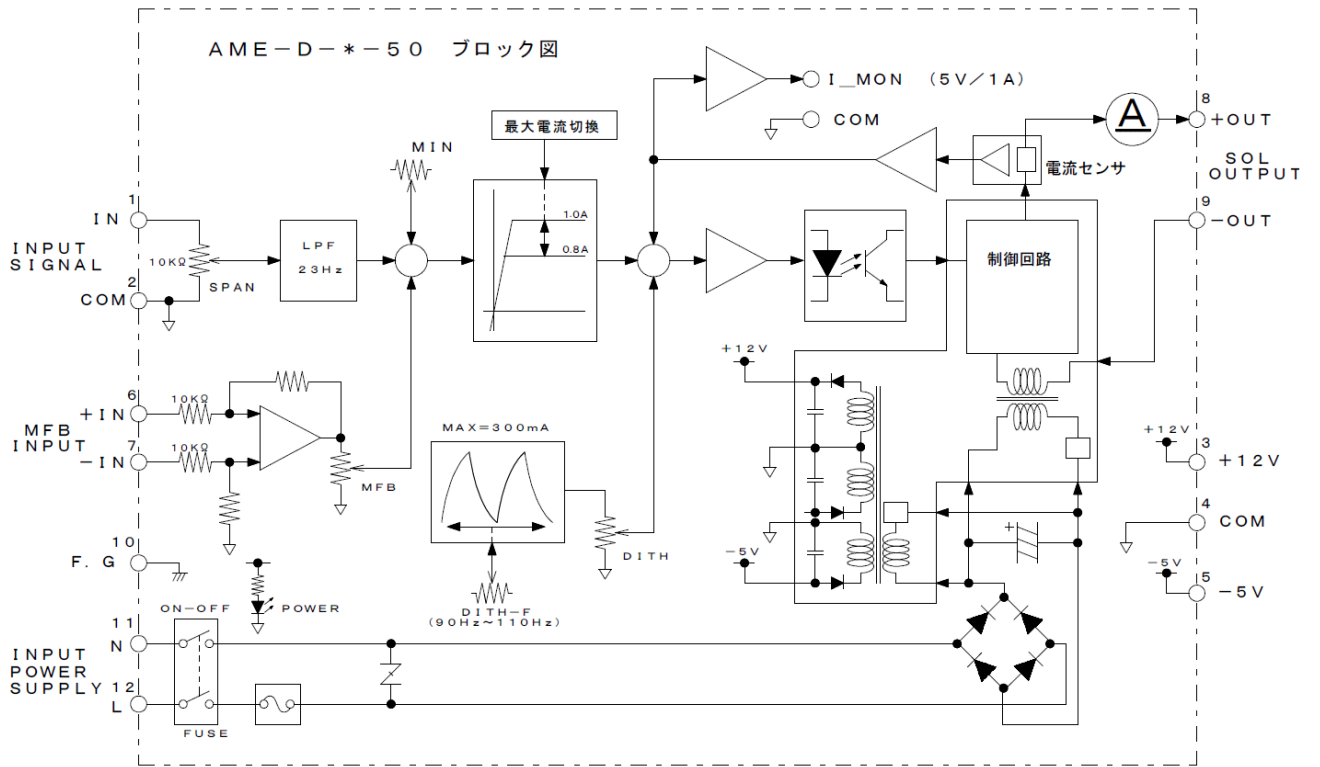 AME-D-*-50 ブロック図
I_MON (5V/1A)
COM
最大電流切換
MIN
1.0A
0.8A
電流センサ
A
8
+OUT
SOL
OUTPUT
9
-OUT
制御回路
1
IN
INPUT
SIGNAL
10KΩ
SPAN
2
COM
LPF
23Hz
6
+IN
10KΩ
MFB
INPUT
7
-IN
10KΩ
MFB
MAX=300mA
DITH
DITH-F
(90Hz~110Hz)
+12V
-5V
+
+12V
3
+12V
4
COM
-5V
5
-5V
10
F. G
ON-OFF
POWER
11
N
INPUT
POWER
SUPPLY
12
L
FUSE